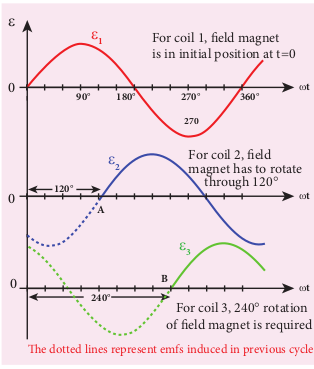 ε
ε1
For coil 1, field magnet
is in initial position at t=0
0
90° 180° 270° 360° ωt
270
ε2
For coil 2, field
magnet has to rotate
through 120°
120°
0
ωt
A
ε3
B
0
ωt
240°
For coil 3, 240° rotation
of field magnet is required
The dotted lines represent emfs induced in previous cycle